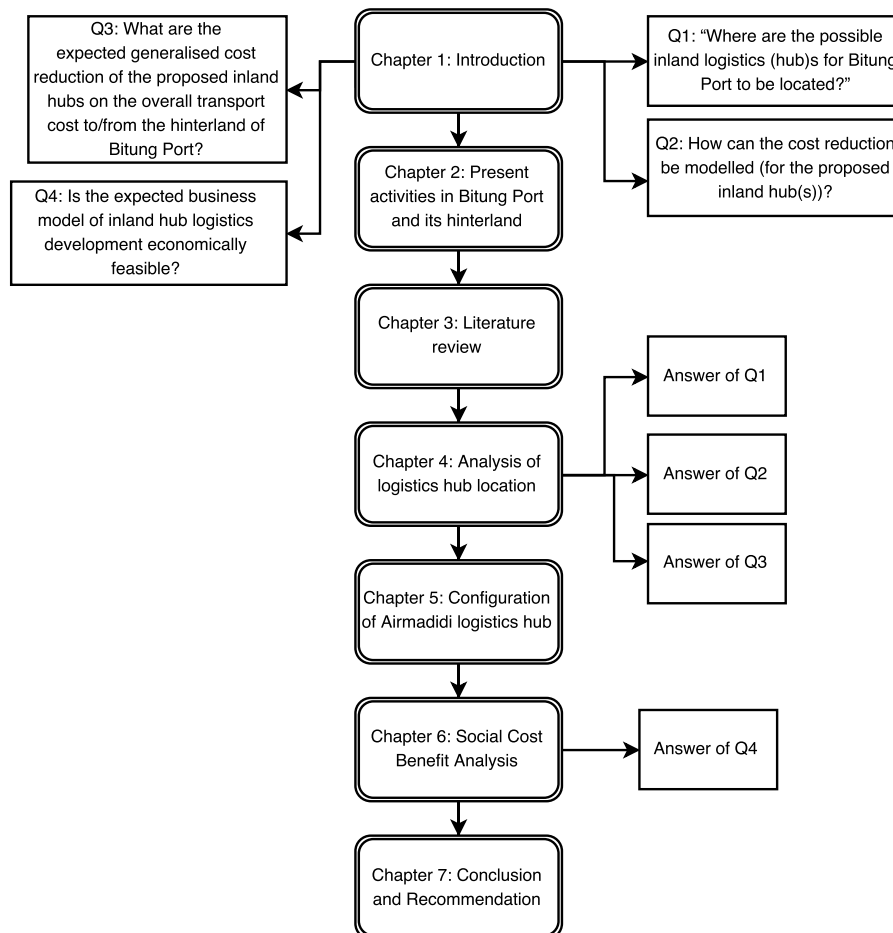 Q3: What are the
expected generalised cost
reduction of the proposed inland
hubs on the overall transport
cost to/from the hinterland of
Bitung Port?
Q4: Is the expected business
model of inland hub logistics
development economically
feasible?
Chapter 1: Introduction
Q1: “Where are the possible
inland logistics (hub)s for Bitung
Port to be located?”
Q2: How can the cost reduction
be modelled (for the proposed
inland hub(s))?
Chapter 2: Present
activities in Bitung Port
and its hinterland
Chapter 3: Literature
review
Chapter 4: Analysis of
logistics hub location
Answer of Q1
Answer of Q2
Answer of Q3
Chapter 5: Configuration
of Airmadidi logistics hub
Chapter 6: Social Cost
Benefit Analysis
Answer of Q4
Chapter 7: Conclusion
and Recommendation